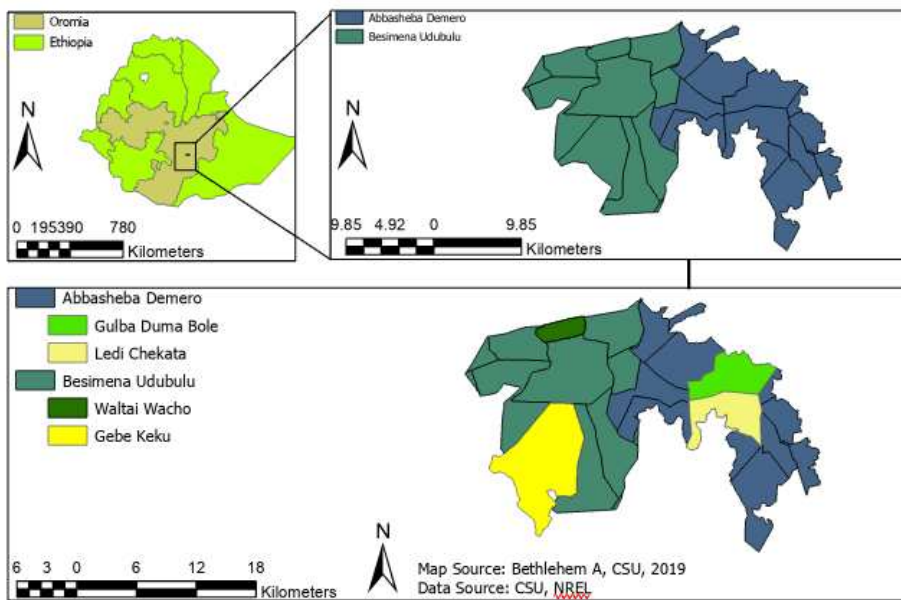 Oromia
Ethiopia
N
0 195390 780
Kilometers
Abbasheba Demero
Besimena Udubulu
N
9.85 4.92 0 9.85
Kilometers
Abbasheba Demero
Gulba Duma Bole
Ledi Chekata
Besimena Udubulu
Waltai Wacho
Gebe Keku
N
6 3 0 6 12 18
Kilometers
Map Source: Bethlehem A, CSU, 2019
Data Source: CSU, NREL